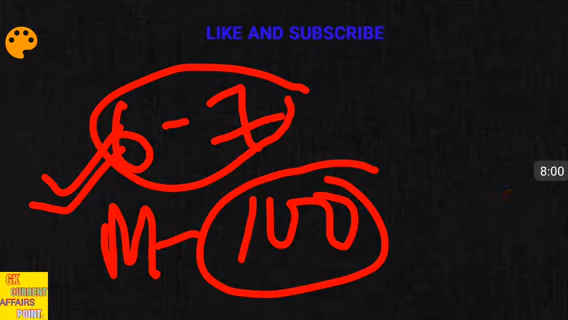 LIKE AND SUBSCRIBE
6-7
M-100
8:00
GK
CURRENT
AFFAIRS
POINT